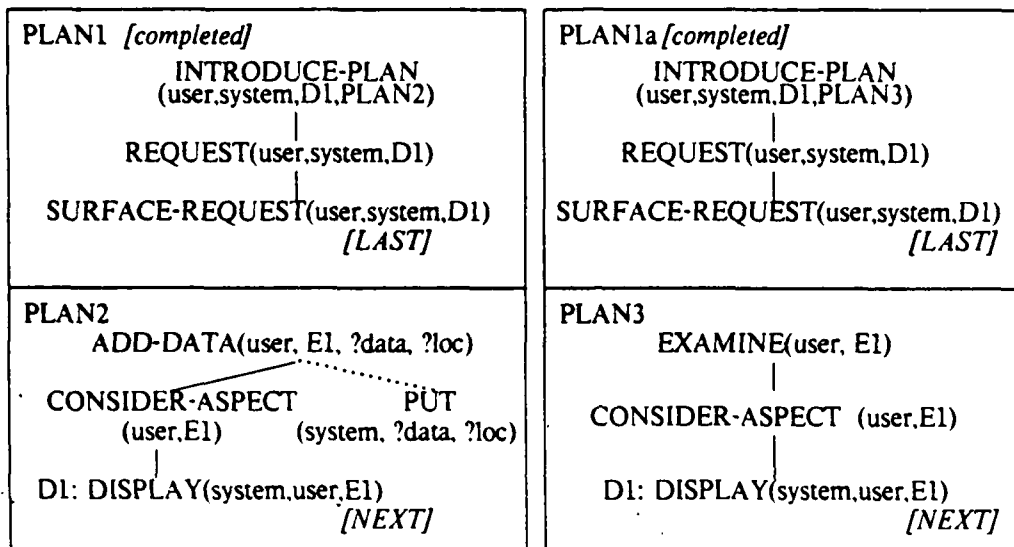 PLAN1 [completed]
INTRODUCE-PLAN
(user,system,D1,PLAN2)
REQUEST(user,system,D1)
SURFACE-REQUEST(user,system,D1)
[LAST]
PLAN2
ADD-DATA(user, E1, ?data, ?loc)
CONSIDER-ASPECT PUT
(user,E1) (system, ?data, ?loc)
D1: DISPLAY(system,user,E1)
[NEXT]
PLAN1a [completed]
INTRODUCE-PLAN
(user,system,D1,PLAN3)
REQUEST(user,system,D1)
SURFACE-REQUEST(user,system,D1)
[LAST]
PLAN3
EXAMINE(user, E1)
CONSIDER-ASPECT (user,E1)
D1: DISPLAY(system,user,E1)
[NEXT]